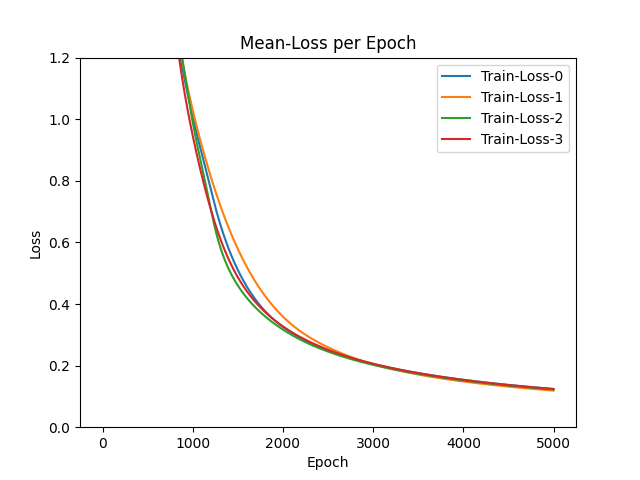 Mean-Loss per Epoch
1.2
1.0
0.8
0.6
0.4
0.2
0.0
Loss
Train-Loss-0
Train-Loss-1
Train-Loss-2
Train-Loss-3
0 1000 2000 3000 4000 5000
Epoch